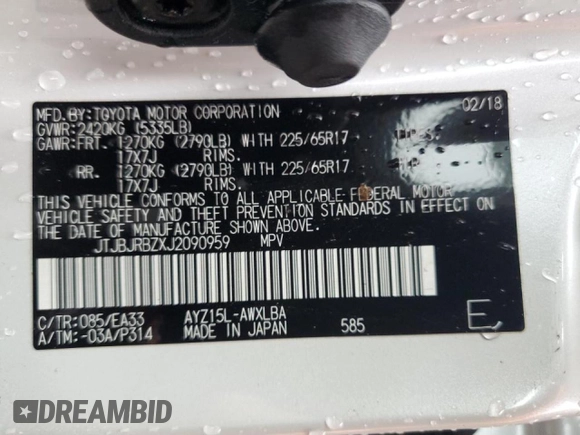 MFD.BY:TOYOTA MOTOR CORPORATION 02/18
GVWR:2420KG (5335LB)
GAWR:FRT. 1270KG (2790LB) WITH 225/65R17
17X7J RIMS.
RR. 1270KG (2790LB) WITH 225/65R17
17X7J RIMS.
THIS VEHICLE CONFORMS TO ALL APPLICABLE FEDERAL MOTOR
VEHICLE SAFETY AND THEFT PREVENTION STANDARDS IN EFFECT ON
THE DATE OF MANUFACTURE SHOWN ABOVE.
JTJBJRBZXJ2090959 MPV
C/TR:085/EA33 AYZ15L-AWXLBA
A/TM:-03A/P314 MADE IN JAPAN 585 E
DREAMBID